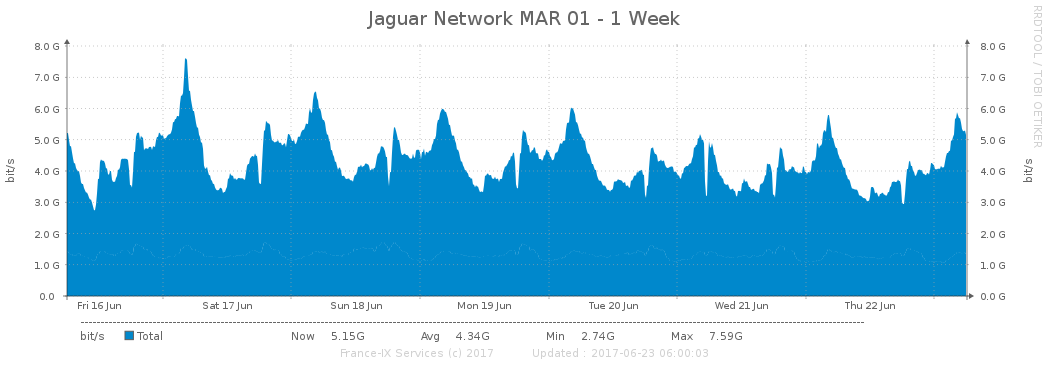 Jaguar Network MAR 01 - 1 Week
RRDTOOL / TOBI OETIKER
8.0 G 8.0 G
7.0 G 7.0 G
6.0 G 6.0 G
5.0 G 5.0 G
4.0 G 4.0 G
3.0 G 3.0 G
2.0 G 2.0 G
1.0 G 1.0 G
0.0 0.0 G
bit/s bit/s
Fri 16 Jun Sat 17 Jun Sun 18 Jun Mon 19 Jun Tue 20 Jun Wed 21 Jun Thu 22 Jun
bit/s Total Now 5.15G Avg 4.34G Min 2.74G Max 7.59G
France-IX Services (c) 2017 Updated : 2017-06-23 06:00:03